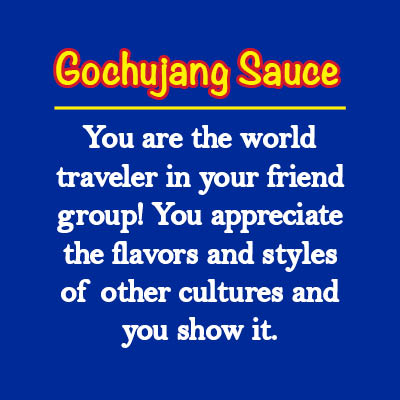 Gochujang Sauce
You are the world
traveler in your friend
group! You appreciate
the flavors and styles
of other cultures and
you show it.